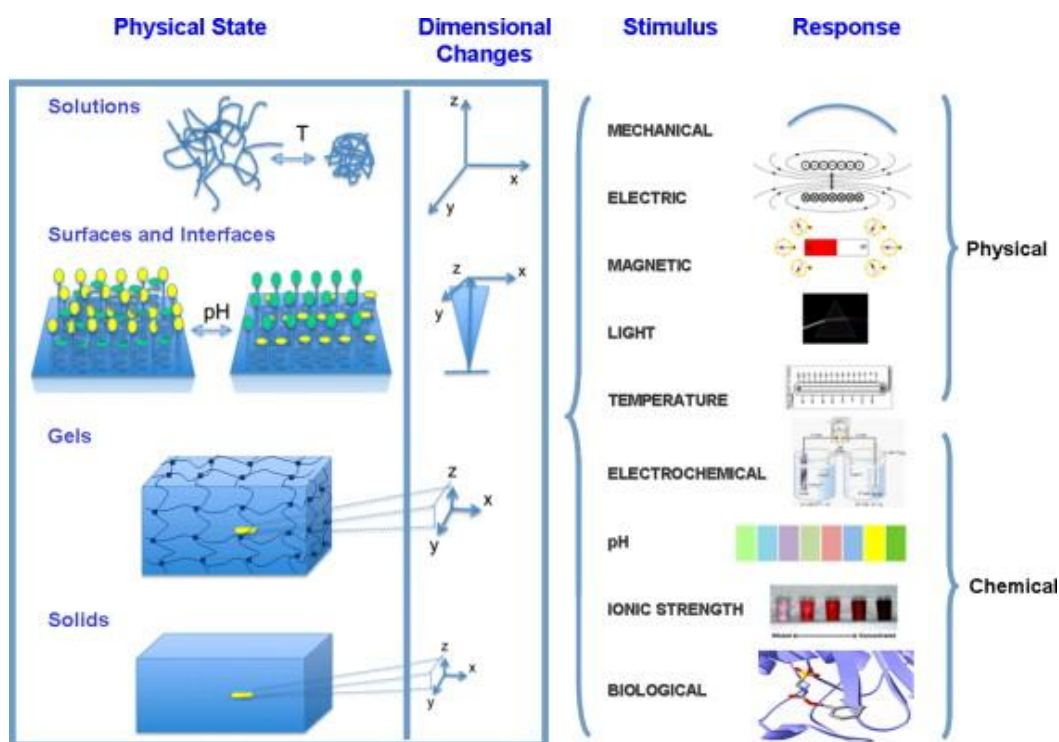 Physical State
Dimensional
Changes
Stimulus
Response
Solutions
T
z
x
y
Surfaces and Interfaces
pH
z
x
y
Gels
z
x
y
Solids
z
x
y
MECHANICAL
ELECTRIC
MAGNETIC
LIGHT
TEMPERATURE
ELECTROCHEMICAL
pH
IONIC STRENGTH
BIOLOGICAL
Physical
Chemical